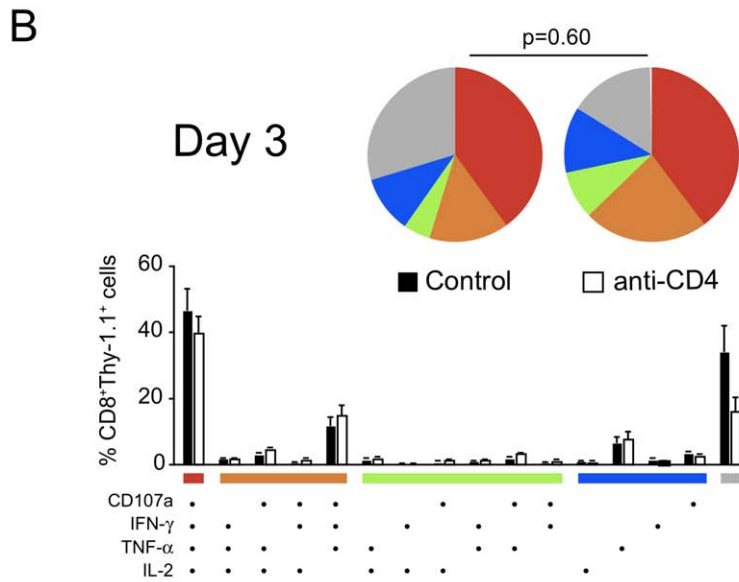 B
p=0.60
Day 3
Control anti-CD4
% CD8⁺Thy-1.1⁺ cells
60
40
20
0
CD107a
IFN-γ
TNF-α
IL-2